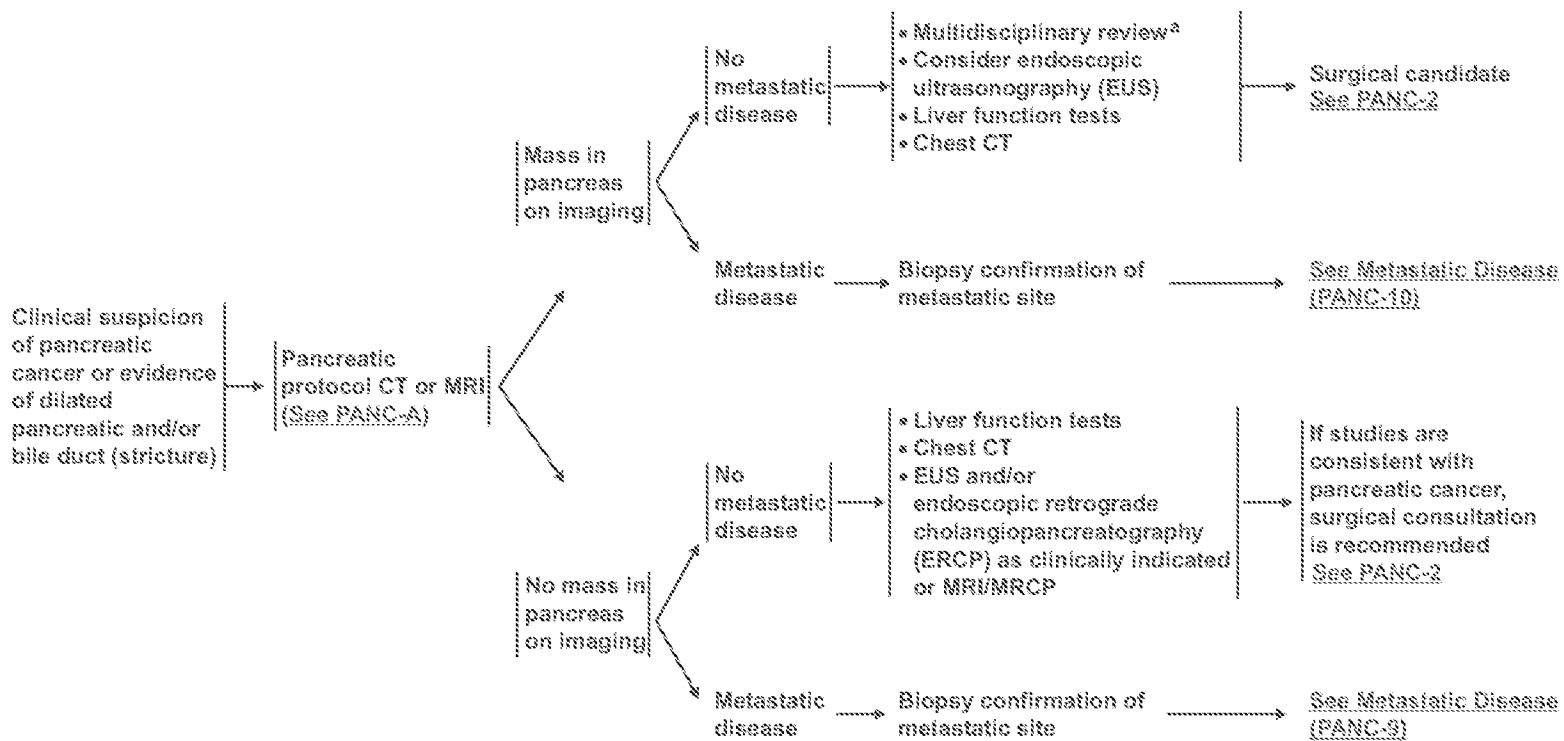 Clinical suspicion
of pancreatic
cancer or evidence
of dilated
pancreatic and/or
bile duct (stricture)
Pancreatic
protocol CT or MRI
(See PANC-A)
Mass in
pancreas
on imaging
No
metastatic
disease
• Multidisciplinary reviewᵃ
• Consider endoscopic
ultrasonography (EUS)
• Liver function tests
• Chest CT
Surgical candidate
See PANC-2
Metastatic
disease
Biopsy confirmation of
metastatic site
See Metastatic Disease
(PANC-10)
No mass in
pancreas
on imaging
No
metastatic
disease
• Liver function tests
• Chest CT
• EUS and/or
endoscopic retrograde
cholangiopancreatography
(ERCP) as clinically indicated
or MRI/MRCP
If studies are
consistent with
pancreatic cancer,
surgical consultation
is recommended
See PANC-2
Metastatic
disease
Biopsy confirmation of
metastatic site
See Metastatic Disease
(PANC-9)